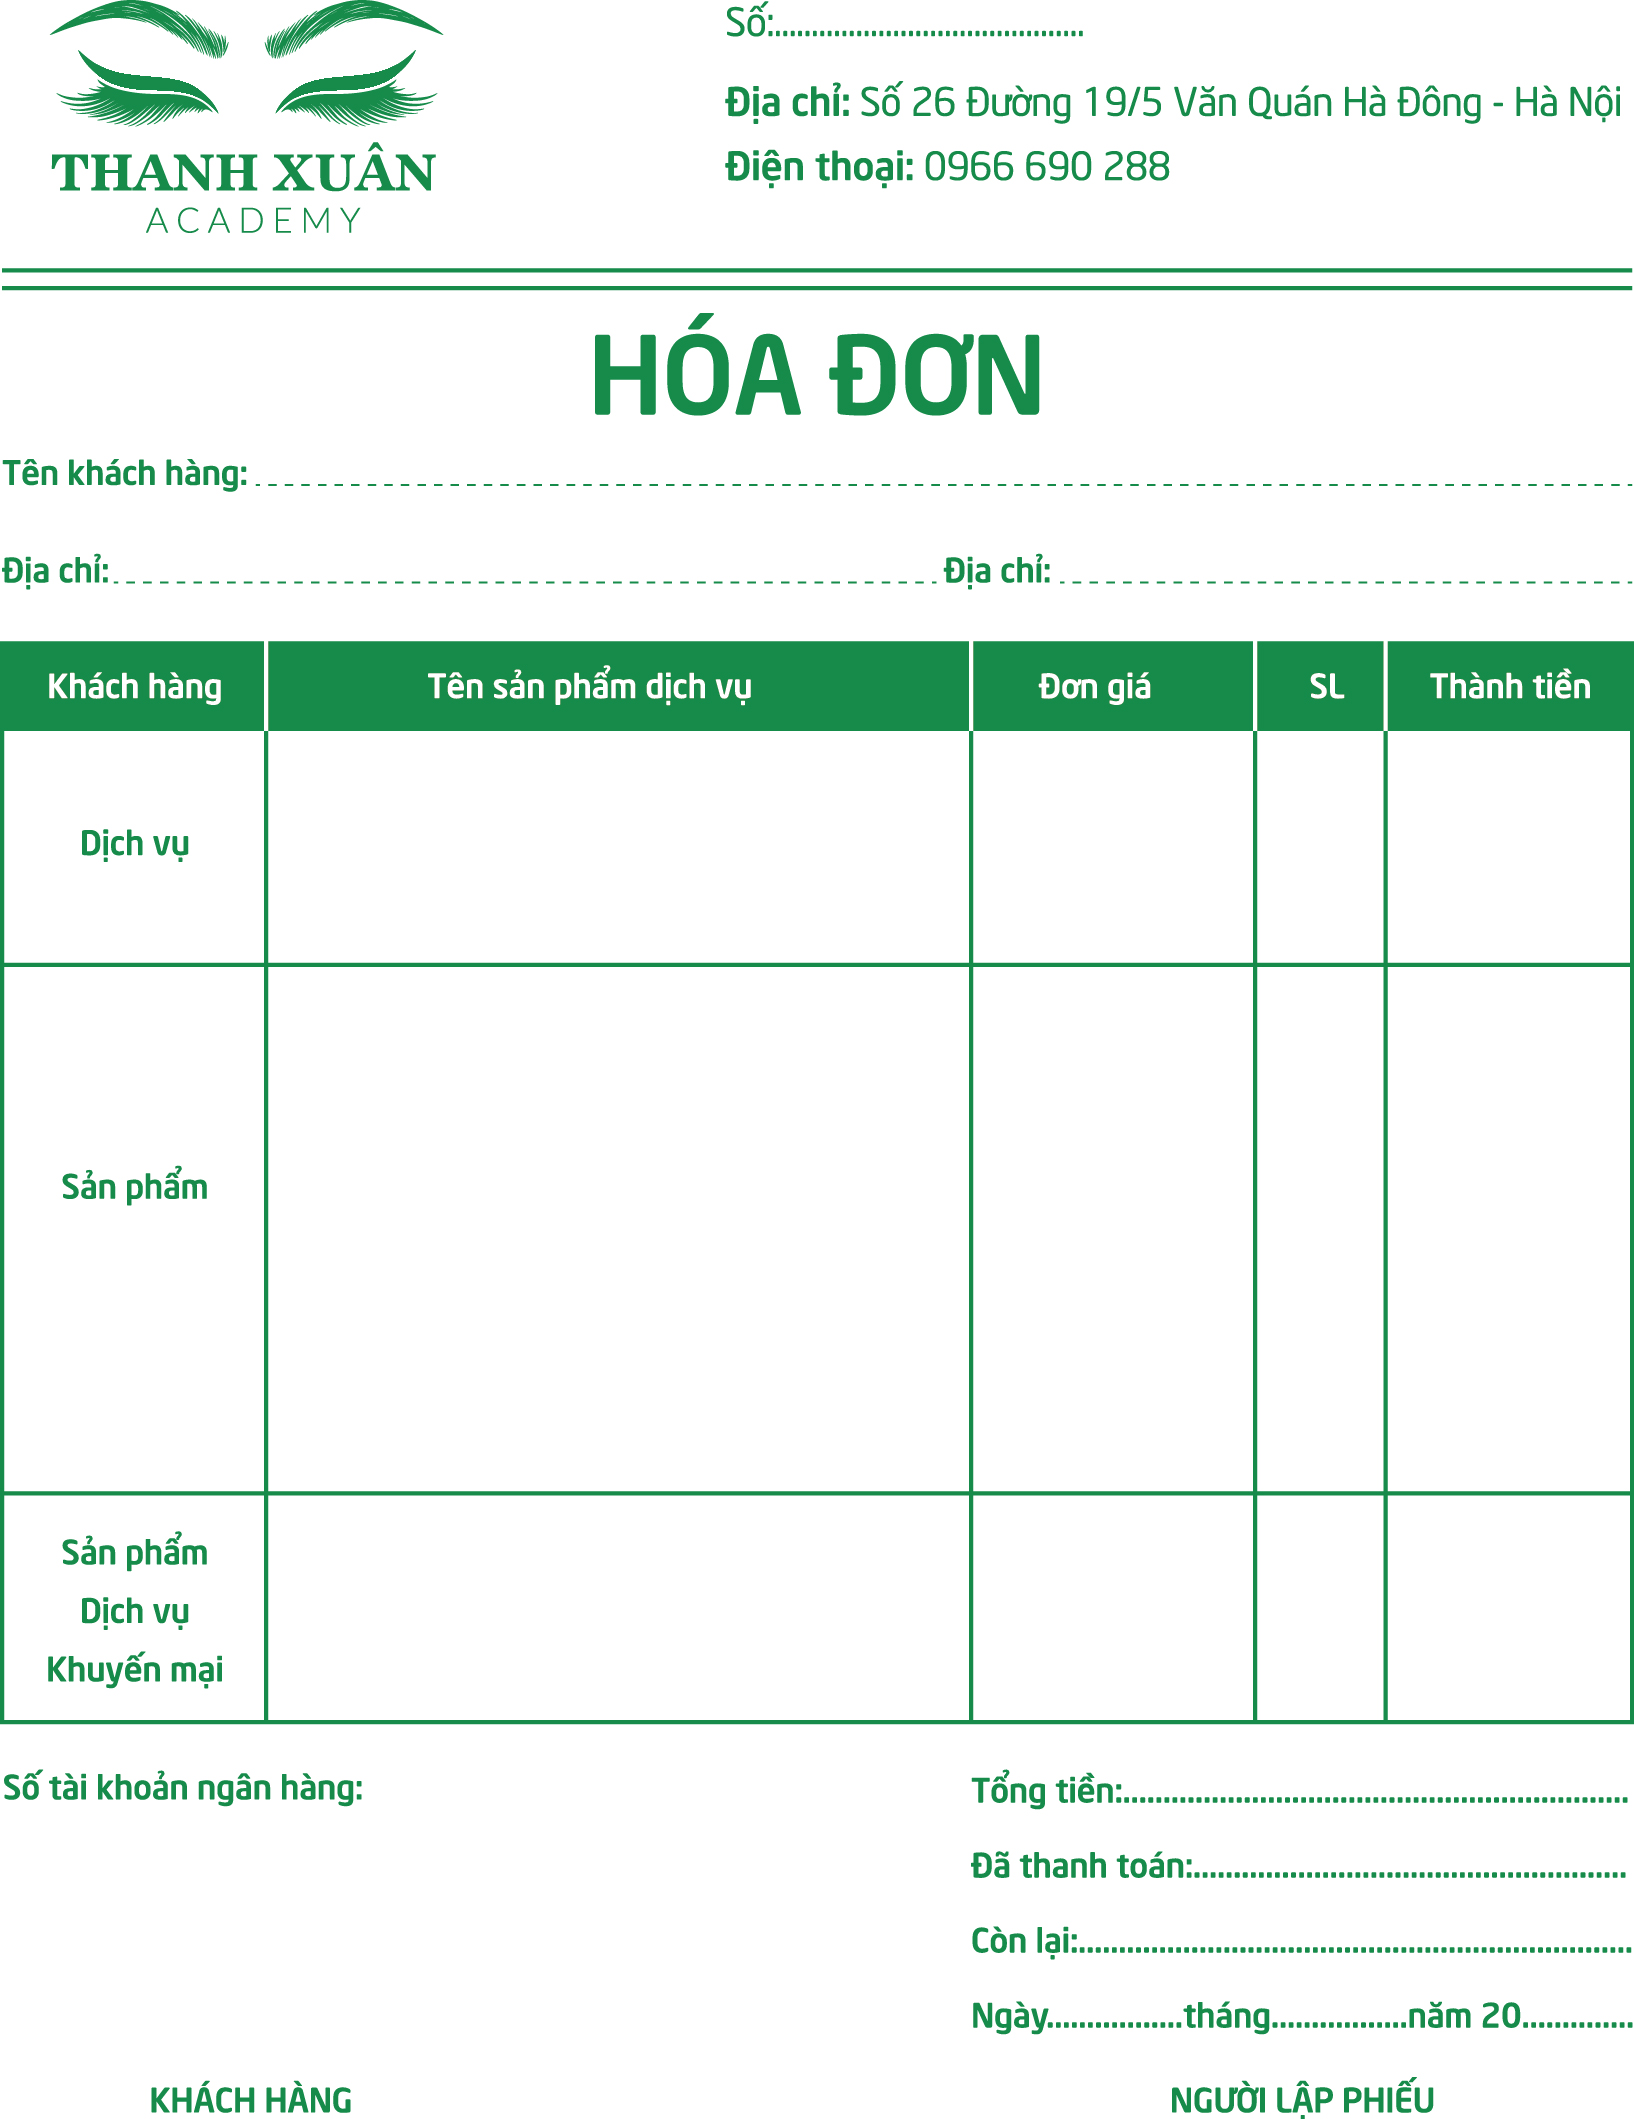 THANH XUÂN
ACADEMY
Số:..........................................
Địa chỉ: Số 26 Đường 19/5 Văn Quán Hà Đông - Hà Nội
Điện thoại: 0966 690 288
HÓA ĐƠN
Tên khách hàng:
Địa chỉ: Địa chỉ:
Khách hàng Tên sản phẩm dịch vụ Đơn giá SL Thành tiền
Dịch vụ
Sản phẩm
Sản phẩm
Dịch vụ
Khuyến mại
Số tài khoản ngân hàng:
Tổng tiền:...............................................................
Đã thanh toán:......................................................
Còn lại:.....................................................................
Ngày.................tháng.................năm 20..............
KHÁCH HÀNG NGƯỜI LẬP PHIẾU